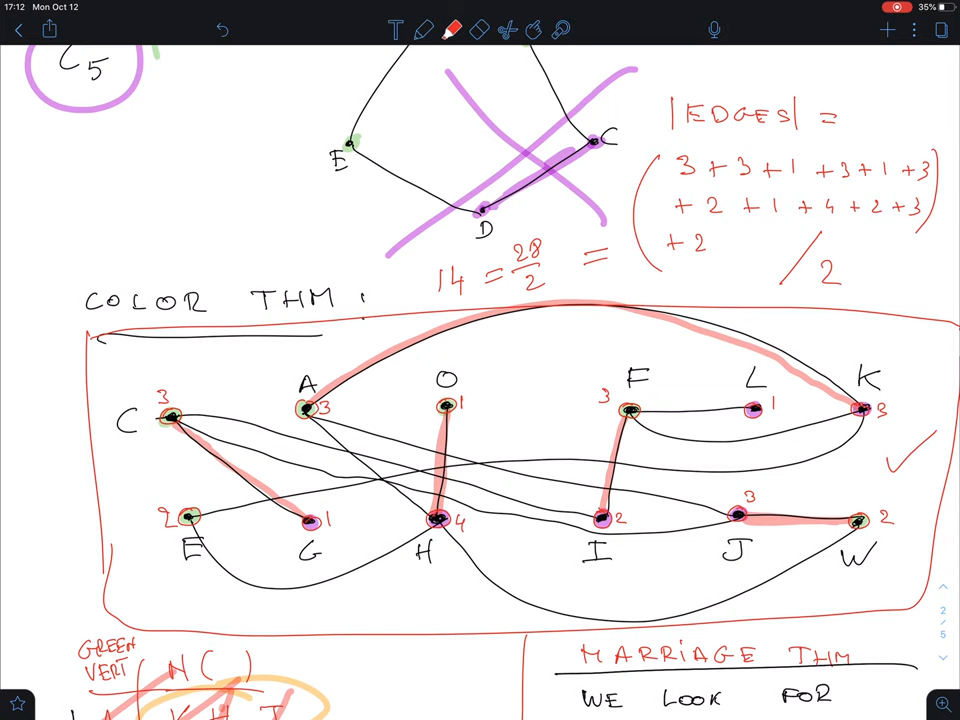 17:12 Mon Oct 12
35%
C5
E
C
D
|EDGES| =
( 3 + 3 + 1 + 3 + 1 + 3
+ 2 + 1 + 4 + 2 + 3 )
+ 2
/ 2
14 = 28/2 =
COLOR THM :
A O F L K
3
C 3 1 3 1 3
2 1 4 2 3 2
E G H I J W
2
/
5
GREEN
VERT
N( )
K H J
MARRIAGE THM
WE LOOK FOR